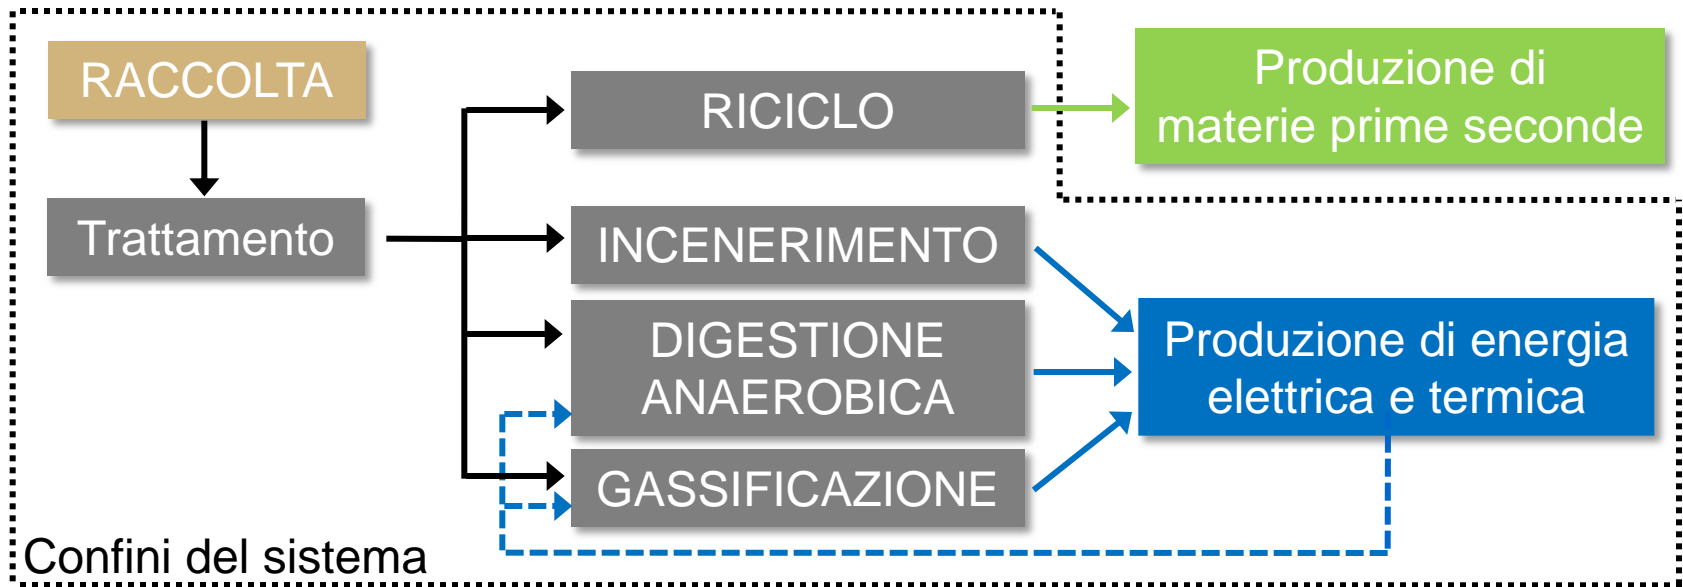 RACCOLTA
Trattamento
RICICLO
INCENERIMENTO
DIGESTIONE
ANAEROBICA
GASSIFICAZIONE
Produzione di
materie prime seconde
Produzione di energia
elettrica e termica
Confini del sistema